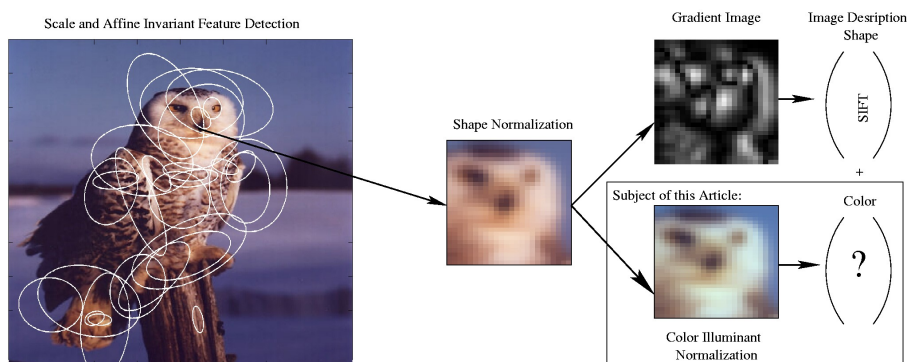 Scale and Affine Invariant Feature Detection
Shape Normalization
Gradient Image
Image Desription
Shape
SIFT
+
Subject of this Article:
Color
?
Color Illuminant
Normalization